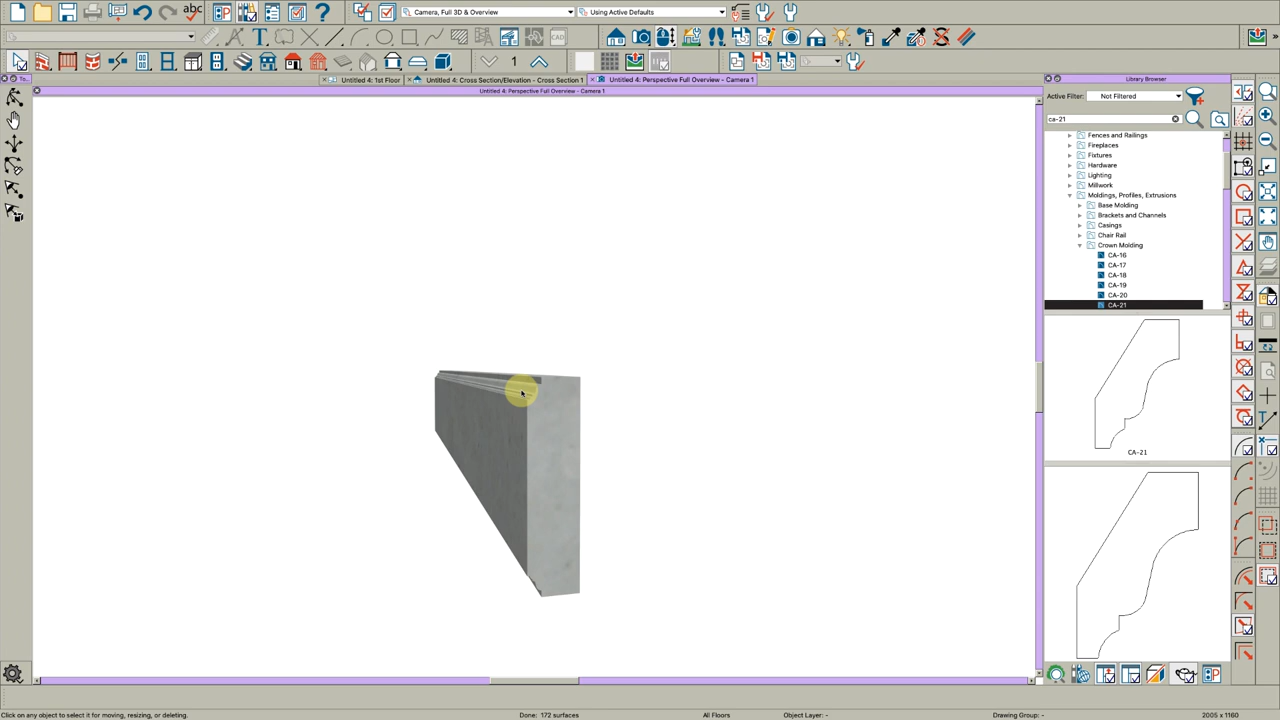 abc
Camera, Full 3D & Overview
Using Active Defaults
CAD
1
Untitled 4: 1st Floor
Untitled 4: Cross Section/Elevation - Cross Section 1
Untitled 4: Perspective Full Overview - Camera 1
Untitled 4: Perspective Full Overview - Camera 1
Library Browser
Active Filter:
Not Filtered
ca-21
Fences and Railings
Fireplaces
Fixtures
Hardware
Lighting
Millwork
Moldings, Profiles, Extrusions
Base Molding
Brackets and Channels
Casings
Chair Rail
Crown Molding
CA-16
CA-17
CA-18
CA-19
CA-20
CA-21
CA-21
Click on any object to select it for moving, resizing, or deleting.
Done: 172 surfaces
All Floors
Object Layer: -
Drawing Group: -
2005 x 1160